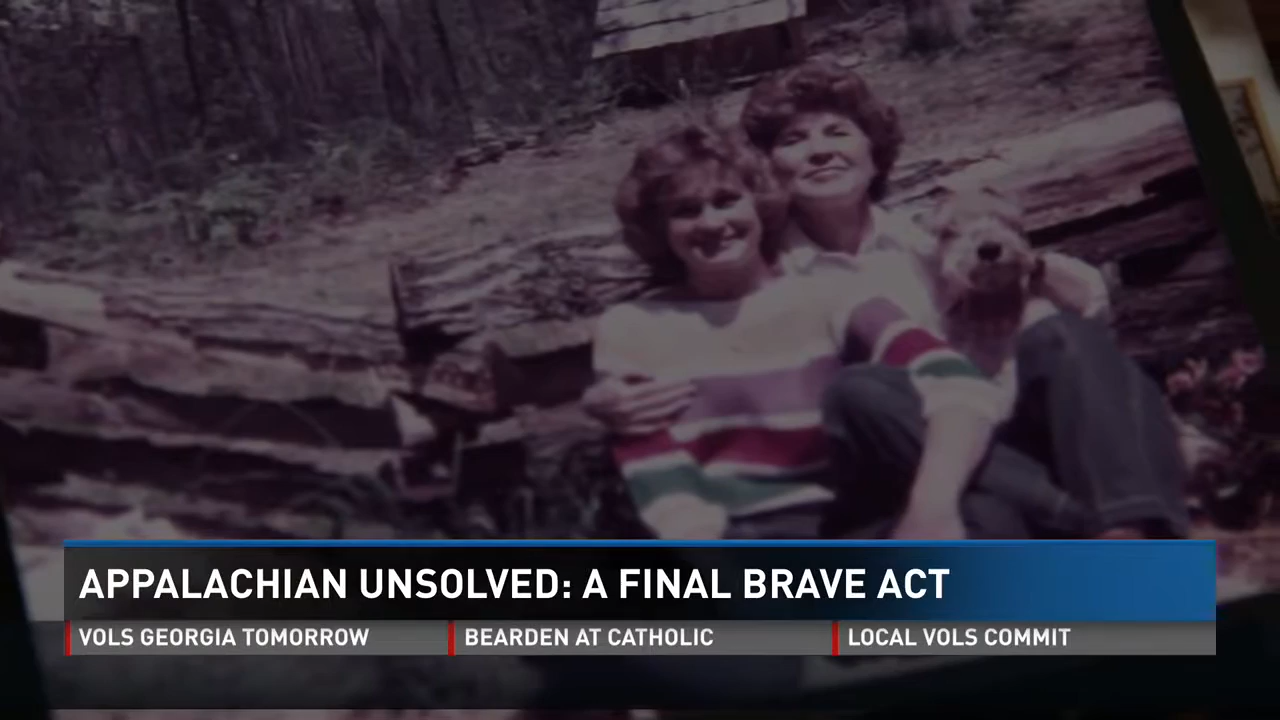 APPALACHIAN UNSOLVED: A FINAL BRAVE ACT
VOLS GEORGIA TOMORROW
BEARDEN AT CATHOLIC
LOCAL VOLS COMMIT